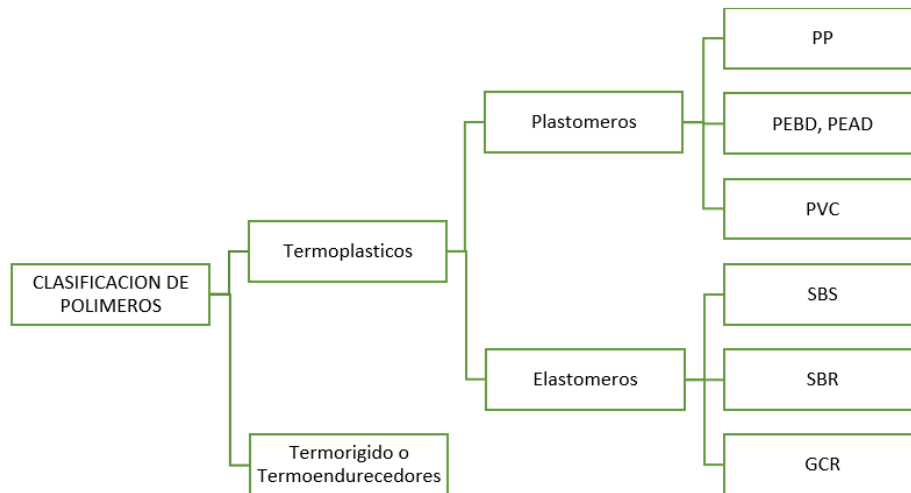 CLASIFICACION DE
POLIMEROS
Termoplasticos
Plastomeros
PP
PEBD, PEAD
PVC
Elastomeros
SBS
SBR
GCR
Termorigido o
Termoendurecedores